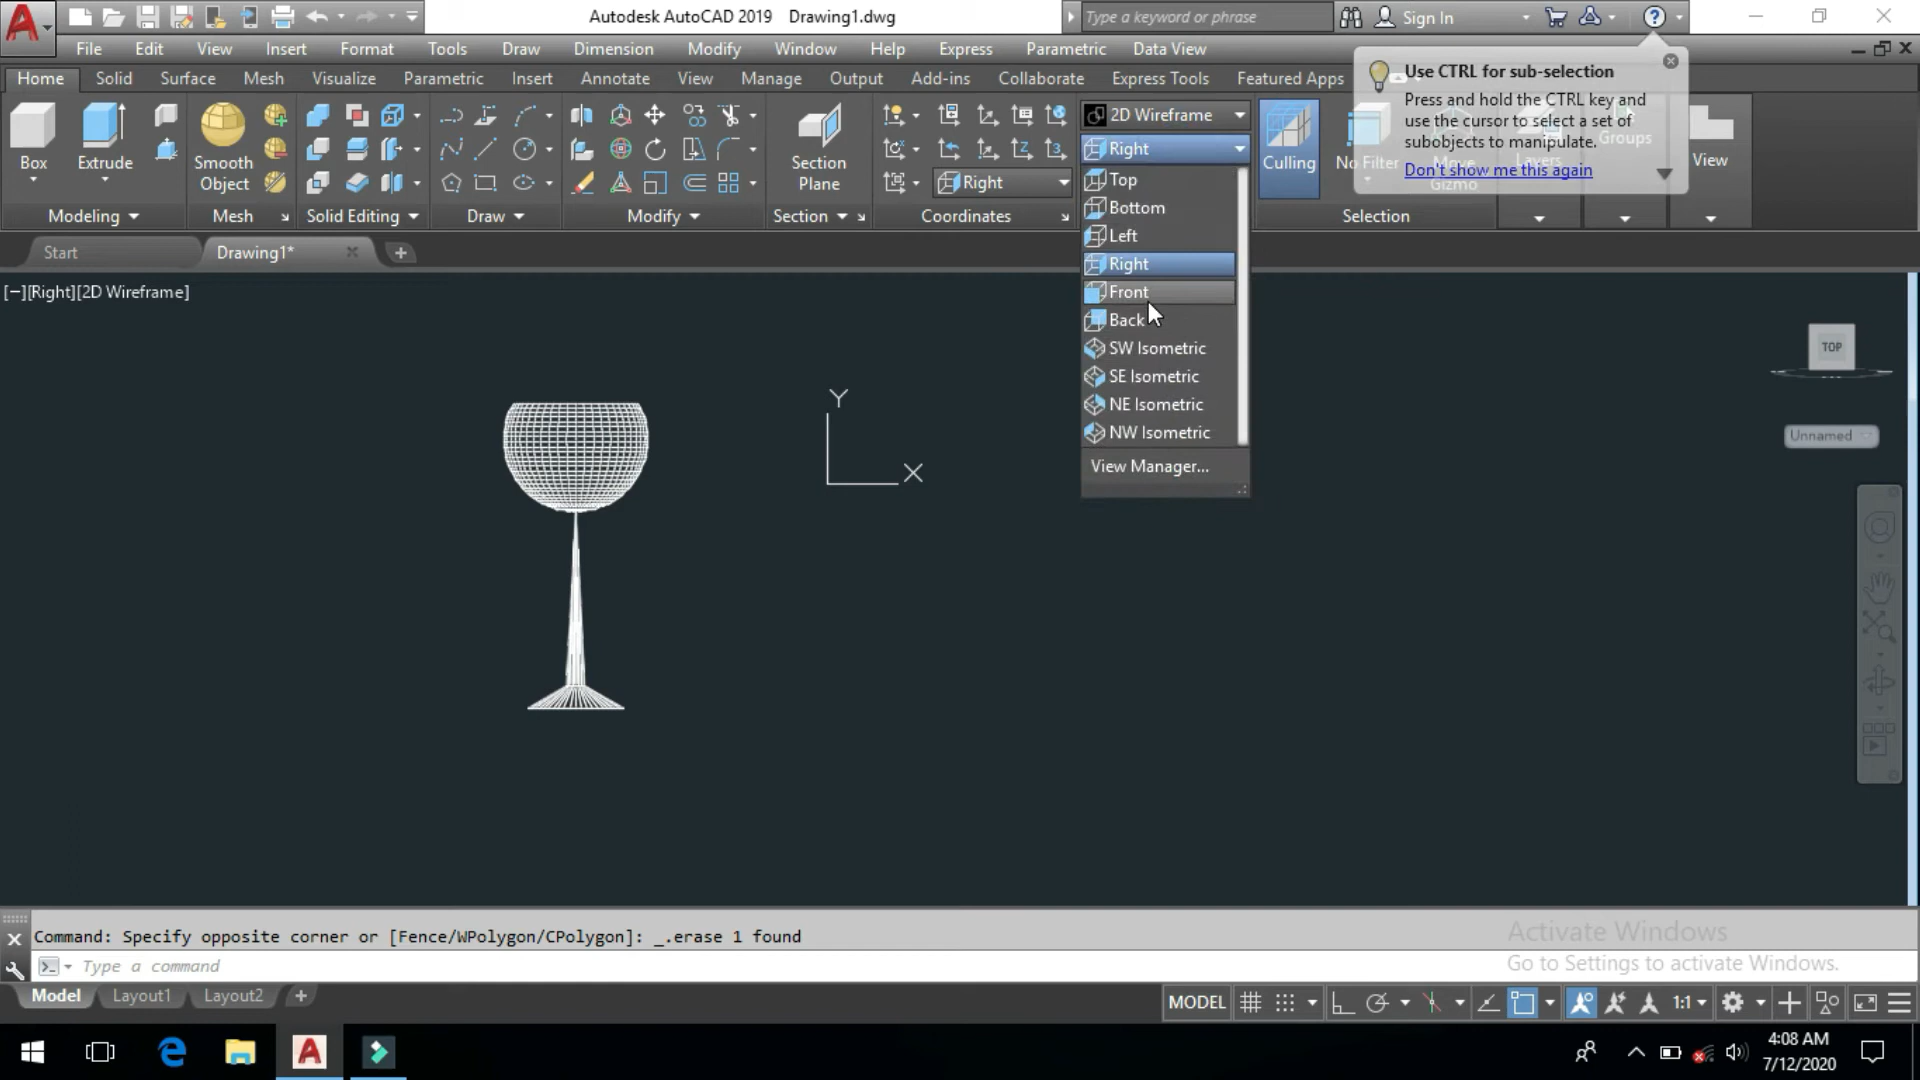 Autodesk AutoCAD 2019 Drawing1.dwg
Type a keyword or phrase
Sign In
File Edit View Insert Format Tools Draw Dimension Modify Window Help Express Parametric Data View
Home Solid Surface Mesh Visualize Parametric Insert Annotate View Manage Output Add-ins Collaborate Express Tools Featured Apps
Use CTRL for sub-selection
Press and hold the CTRL key and
use the cursor to select a set of
subobjects to manipulate.
Don't show me this again
Box
Extrude
Smooth
Object
Section
Plane
2D Wireframe
Right
Right
Culling
No Filter
Move
Gizmo
Layers
Groups
View
Modeling
Mesh
Solid Editing
Draw
Modify
Section
Coordinates
Selection
Top
Bottom
Left
Right
Front
Back
SW Isometric
SE Isometric
NE Isometric
NW Isometric
View Manager...
Start
Drawing1*
[−][Right][2D Wireframe]
Y
X
TOP
Unnamed
Command: Specify opposite corner or [Fence/WPolygon/CPolygon]: _.erase 1 found
Type a command
Activate Windows
Go to Settings to activate Windows.
Model Layout1 Layout2
MODEL
1:1
4:08 AM
7/12/2020